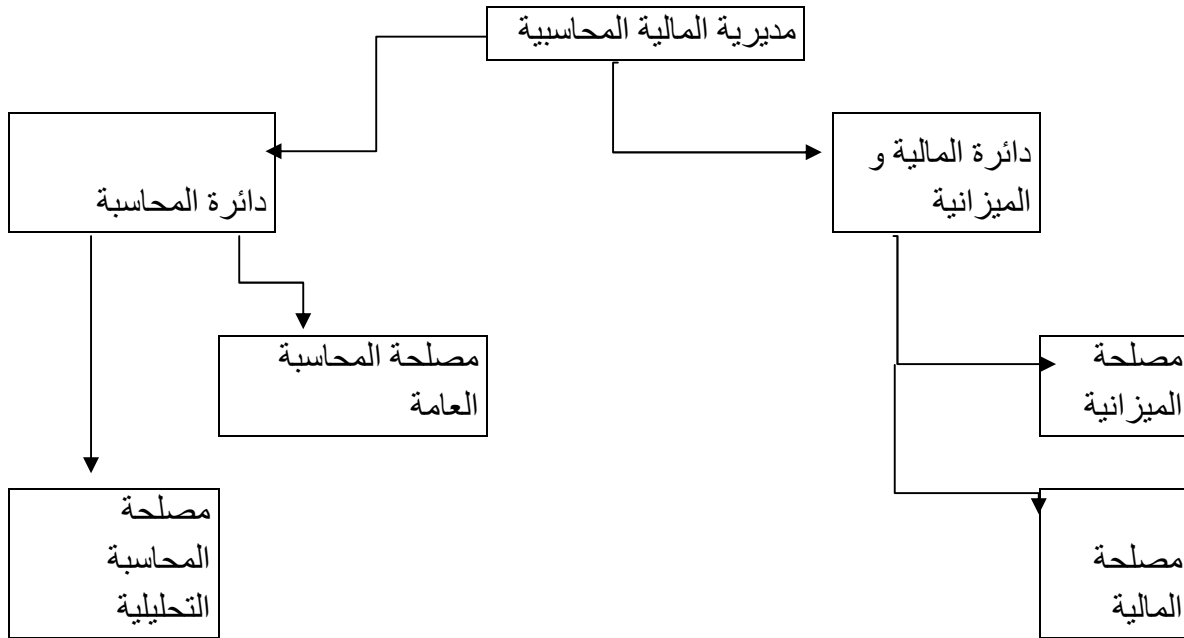 مديرية المالية المحاسبية
دائرة المالية و
الميزانية
دائرة المحاسبة
مصلحة المحاسبة
العامة
مصلحة
الميزانية
مصلحة
المالية
مصلحة
المحاسبة
التحليلية